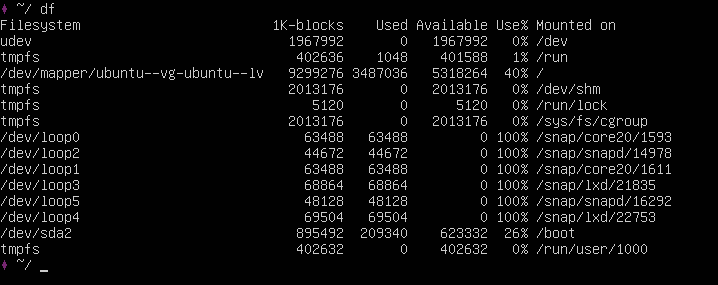 ♦ ~/ df
Filesystem                        1K-blocks    Used Available Use% Mounted on
udev                                1967992       0   1967992   0% /dev
tmpfs                                402636    1048    401588   1% /run
/dev/mapper/ubuntu--vg-ubuntu--lv   9299276 3487036   5318264  40% /
tmpfs                               2013176       0   2013176   0% /dev/shm
tmpfs                                  5120       0      5120   0% /run/lock
tmpfs                               2013176       0   2013176   0% /sys/fs/cgroup
/dev/loop0                            63488   63488         0 100% /snap/core20/1593
/dev/loop2                            44672   44672         0 100% /snap/snapd/14978
/dev/loop1                            63488   63488         0 100% /snap/core20/1611
/dev/loop3                            68864   68864         0 100% /snap/lxd/21835
/dev/loop5                            48128   48128         0 100% /snap/snapd/16292
/dev/loop4                            69504   69504         0 100% /snap/lxd/22753
/dev/sda2                            895492  209340    623332  26% /boot
tmpfs                                402632       0    402632   0% /run/user/1000
♦ ~/ _